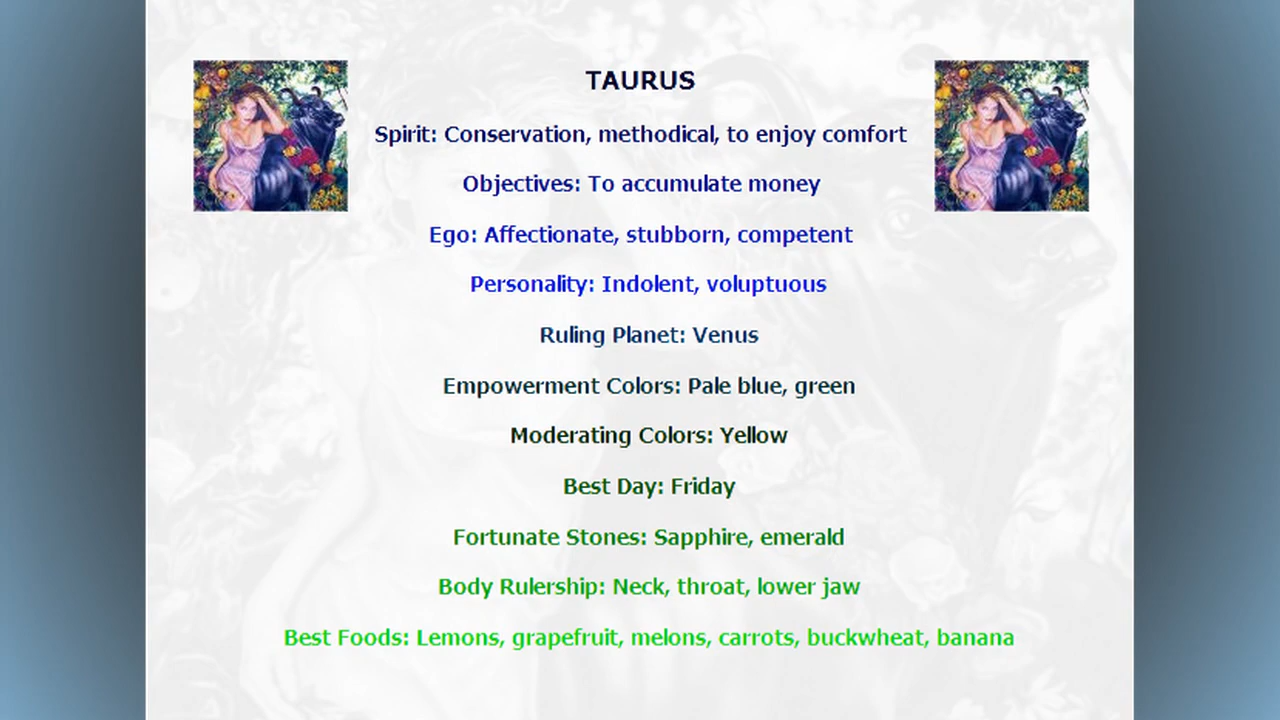 TAURUS
Spirit: Conservation, methodical, to enjoy comfort
Objectives: To accumulate money
Ego: Affectionate, stubborn, competent
Personality: Indolent, voluptuous
Ruling Planet: Venus
Empowerment Colors: Pale blue, green
Moderating Colors: Yellow
Best Day: Friday
Fortunate Stones: Sapphire, emerald
Body Rulership: Neck, throat, lower jaw
Best Foods: Lemons, grapefruit, melons, carrots, buckwheat, banana